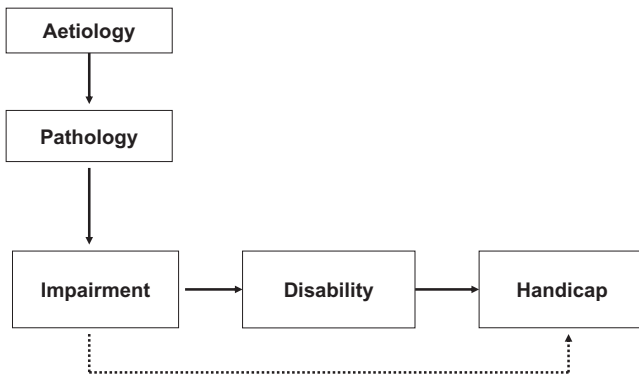 Aetiology
Pathology
Impairment
Disability
Handicap